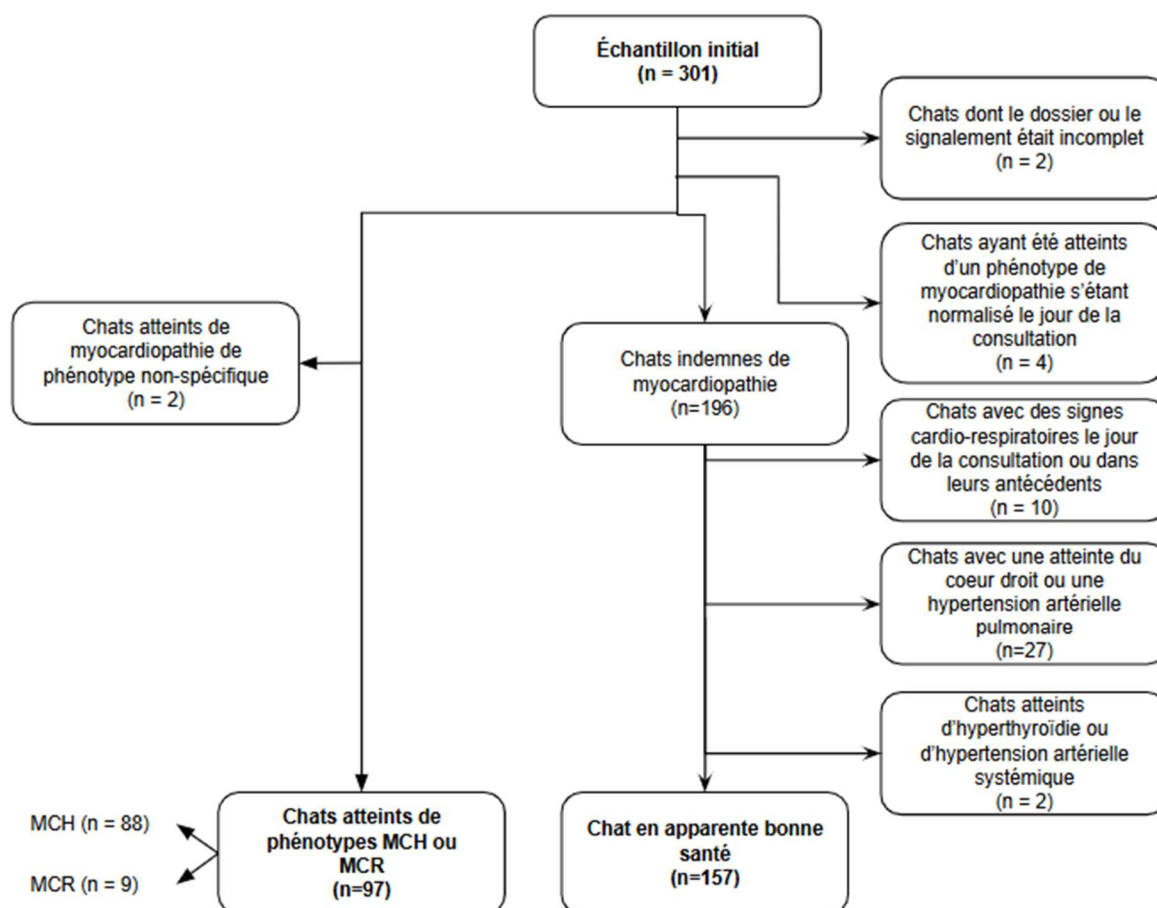 Échantillon initial
(n = 301)
Chats dont le dossier ou le
signalement était incomplet
(n = 2)
Chats ayant été atteints
d'un phénotype de
myocardiopathie s'étant
normalisé le jour de la
consultation
(n = 4)
Chats atteints de
myocardiopathie de
phénotype non-spécifique
(n = 2)
Chats indemnes de
myocardiopathie
(n=196)
Chats avec des signes
cardio-respiratoires le jour
de la consultation ou dans
leurs antécédents
(n = 10)
Chats avec une atteinte du
coeur droit ou une
hypertension artérielle
pulmonaire
(n=27)
Chats atteints
d'hyperthyroïdie ou
d'hypertension artérielle
systémique
(n = 2)
MCH (n = 88)
MCR (n = 9)
Chats atteints de
phénotypes MCH ou
MCR
(n=97)
Chat en apparente bonne
santé
(n=157)